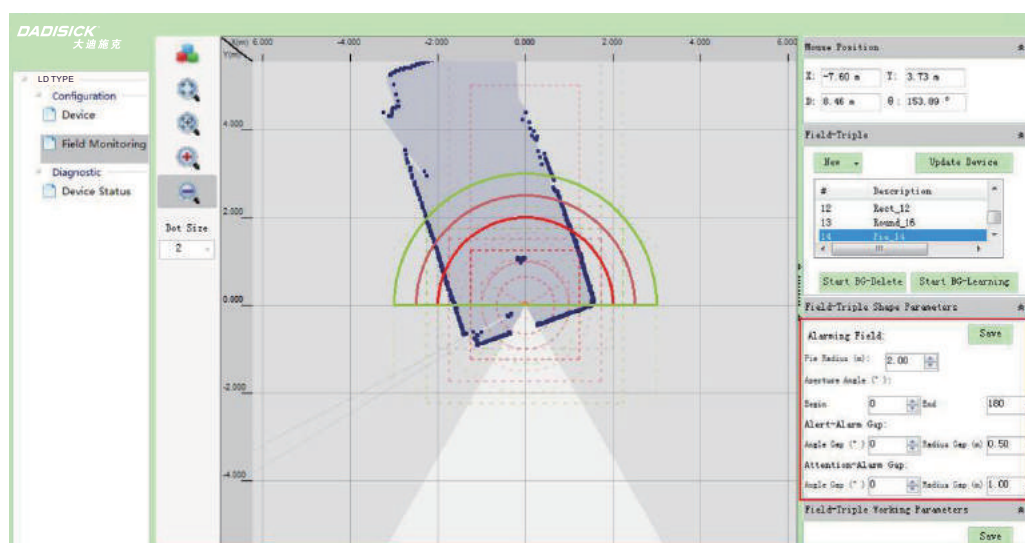 DADISICK
大迪施克
LD TYPE
Configuration
Device
Field Monitoring
Diagnostic
Device Status
Dot Size
2
X(m) 6.000 -4.000 -2.000 0.000 2.000 4.000 6.000
Y(m)
4.000
2.000
0.000
-2.000
-4.000
Mouse Position
X: -7.60 m Y: 3.73 m
D: 8.46 m θ: 153.89 °
Field-Triple
New Update Device
# Description
12 Rect_12
13 Round_16
14 Pie_14
Start BG-Delete Start BG-Learning
Field-Triple Shape Parameters
Alarming Field: Save
Pie Radius (m): 2.00
Aperture Angle (°):
Begin 0 End 180
Alert-Alarm Gap:
Angle Gap (°) 0 Radius Gap (m) 0.50
Attention-Alarm Gap:
Angle Gap (°) 0 Radius Gap (m) 1.00
Field-Triple Working Parameters
Save